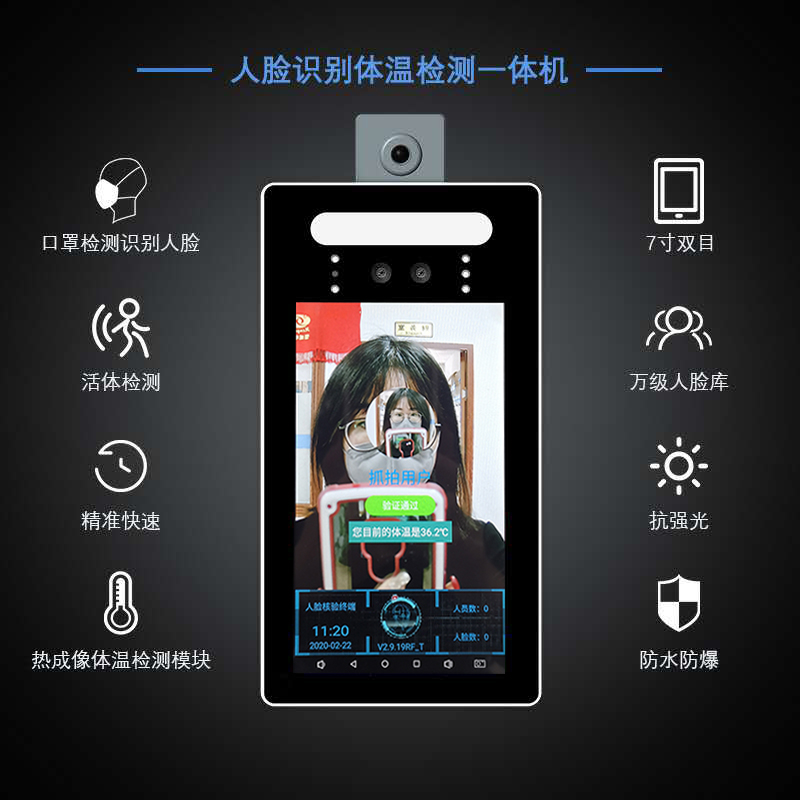 人脸识别体温检测一体机
口罩检测识别人脸
活体检测
精准快速
热成像体温检测模块
7寸双目
万级人脸库
抗强光
防水防爆
抓拍用户
验证通过
您目前的体温是36.2℃
人脸核验终端
11:20
2020-02-22
V2.9.19RF_T
人员数：0
人脸数：0